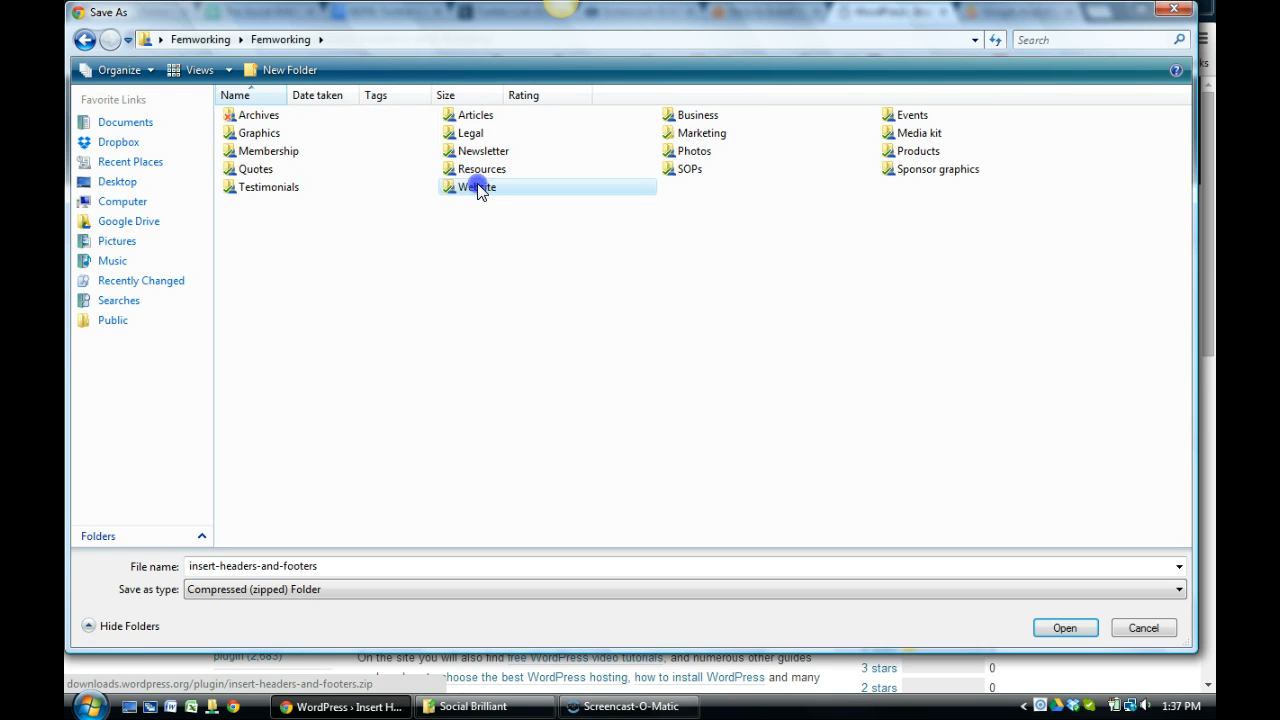 Save As
Femworking Femworking Search
Organize Views New Folder
Favorite Links
Documents
Dropbox
Recent Places
Desktop
Computer
Google Drive
Pictures
Music
Recently Changed
Searches
Public
Folders
Name Date taken Tags Size Rating
Archives Articles Business Events
Graphics Legal Marketing Media kit
Membership Newsletter Photos Products
Quotes Resources SOPs Sponsor graphics
Testimonials Website
File name: insert-headers-and-footers
Save as type: Compressed (zipped) Folder
Hide Folders Open Cancel
plugin (2,683) On the site you will also find free WordPress video tutorials, and numerous other guides
3 stars 0
choose the best WordPress hosting, how to install WordPress and many
2 stars 0
downloads.wordpress.org/plugin/insert-headers-and-footers.zip
WordPress › Insert H... Social Brilliant Screencast-O-Matic 1:37 PM